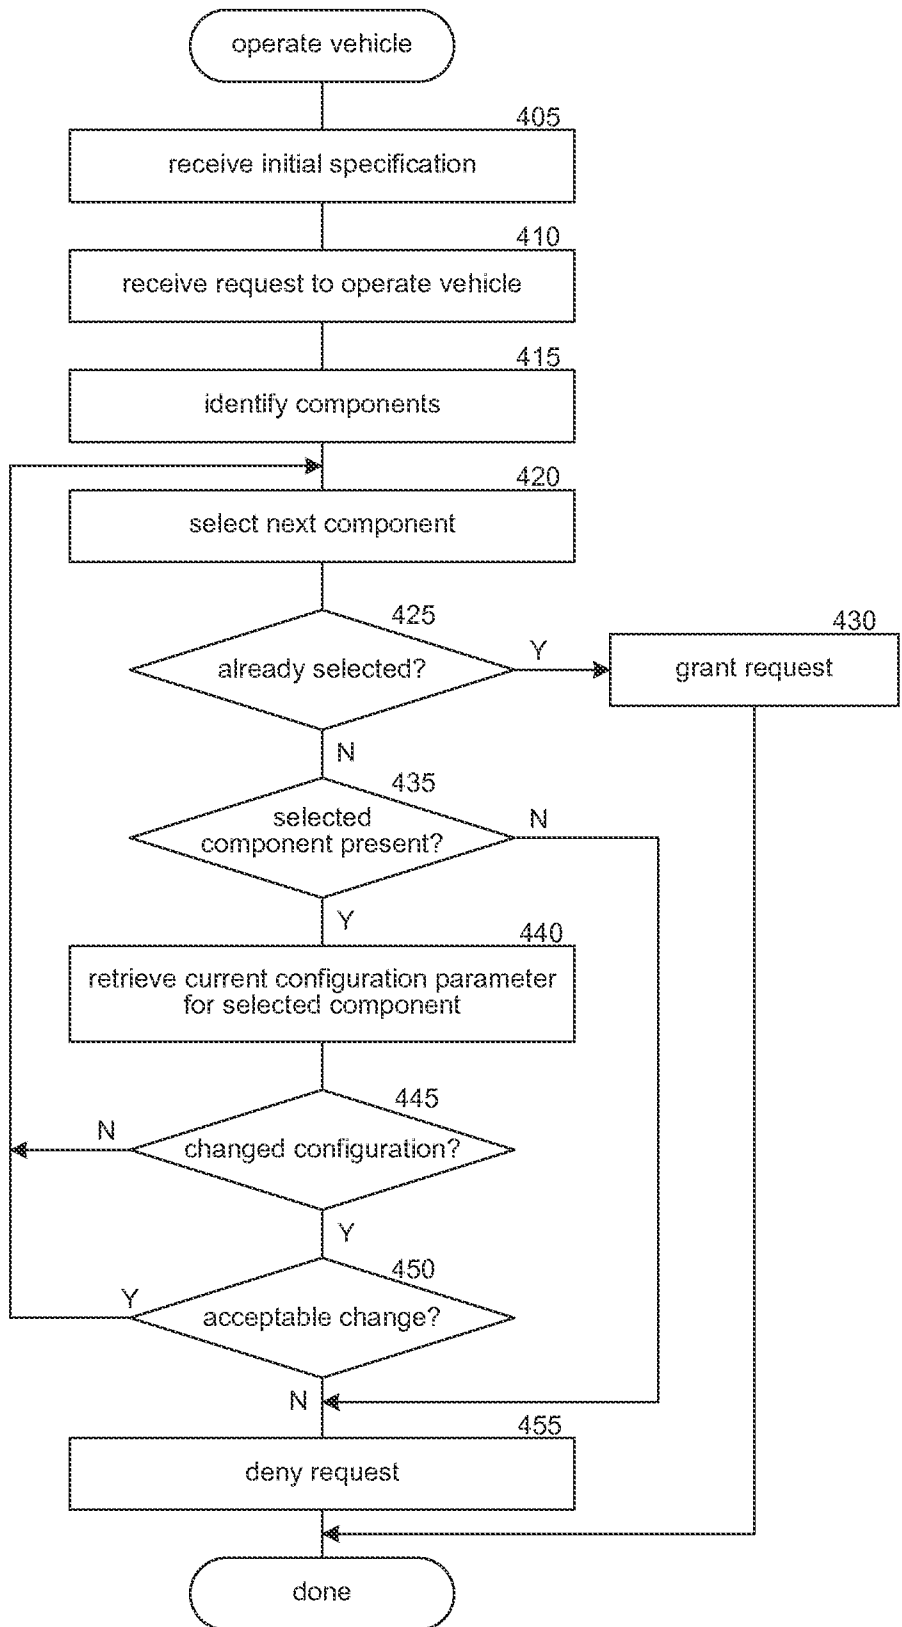 operate vehicle
405
receive initial specification
410
receive request to operate vehicle
415
identify components
420
select next component
425
already selected?
Y
430
grant request
N
435
selected
component present?
N
Y
440
retrieve current configuration parameter
for selected component
445
changed configuration?
N
Y
450
acceptable change?
Y
N
455
deny request
done